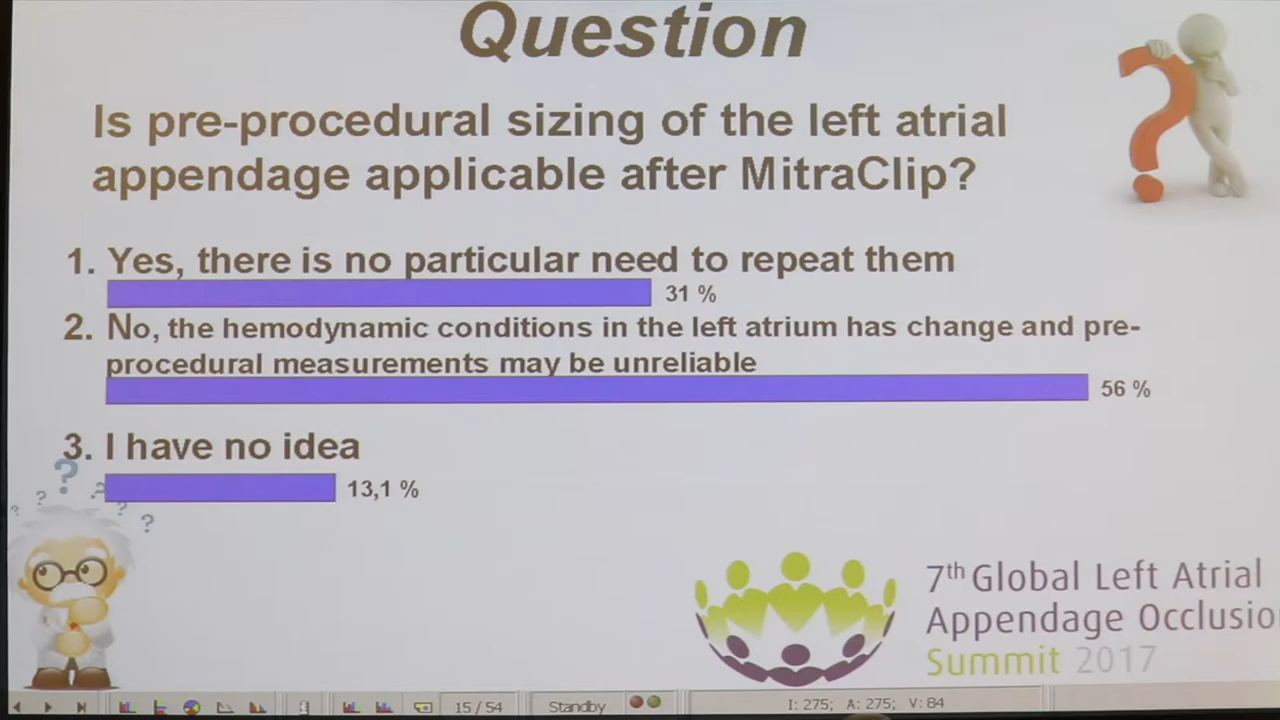 Question
Is pre-procedural sizing of the left atrial
appendage applicable after MitraClip?
1. Yes, there is no particular need to repeat them
31 %
2. No, the hemodynamic conditions in the left atrium has change and pre-
procedural measurements may be unreliable
56 %
3. I have no idea
13,1 %
7th Global Left Atrial
Appendage Occlusio
Summit 2017
15 / 54 Standby I: 275; A: 275; V: 84